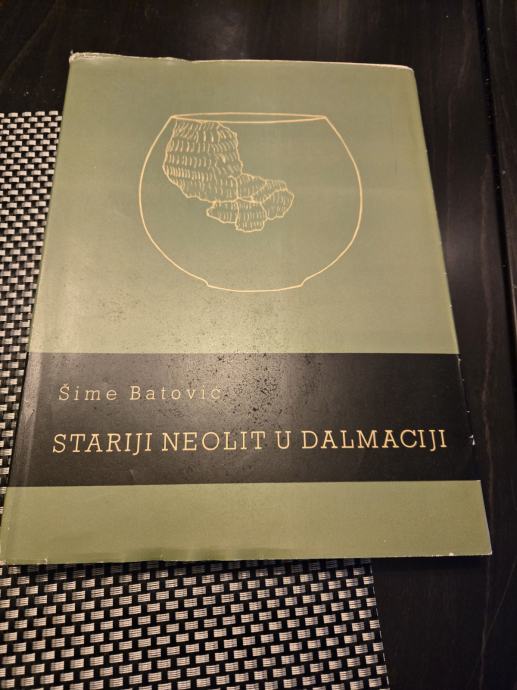 Šime Batović
STARIJI NEOLIT U DALMACIJI